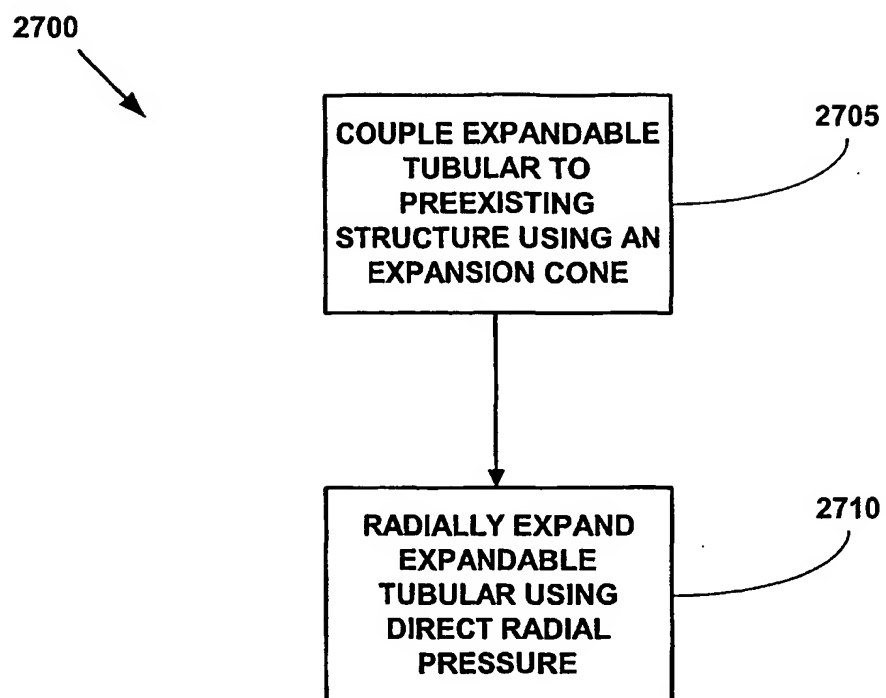 2700
COUPLE EXPANDABLE
TUBULAR TO
PREEXISTING
STRUCTURE USING AN
EXPANSION CONE
2705
RADIALLY EXPAND
EXPANDABLE
TUBULAR USING
DIRECT RADIAL
PRESSURE
2710